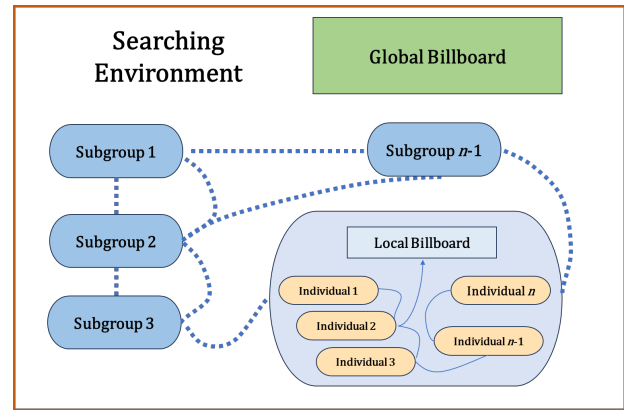 Searching
Environment
Global Billboard
Subgroup 1
Subgroup n-1
Subgroup 2
Local Billboard
Individual 1
Individual n
Individual 2
Subgroup 3
Individual n-1
Individual 3